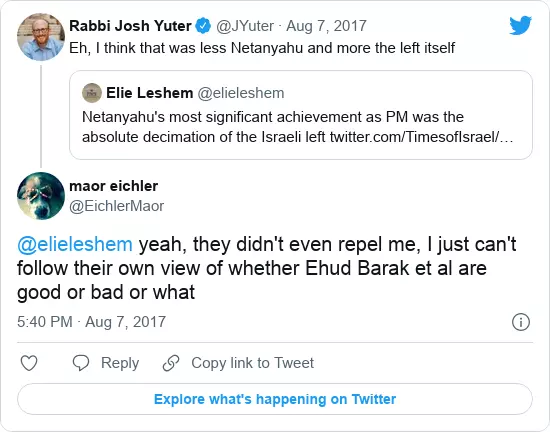 Rabbi Josh Yuter @JYuter · Aug 7, 2017
Eh, I think that was less Netanyahu and more the left itself
Elie Leshem @elieleshem
Netanyahu's most significant achievement as PM was the
absolute decimation of the Israeli left twitter.com/TimesofIsrael/…
maor eichler
@EichlerMaor
@elieleshem yeah, they didn't even repel me, I just can't
follow their own view of whether Ehud Barak et al are
good or bad or what
5:40 PM · Aug 7, 2017
Reply
Copy link to Tweet
Explore what's happening on Twitter